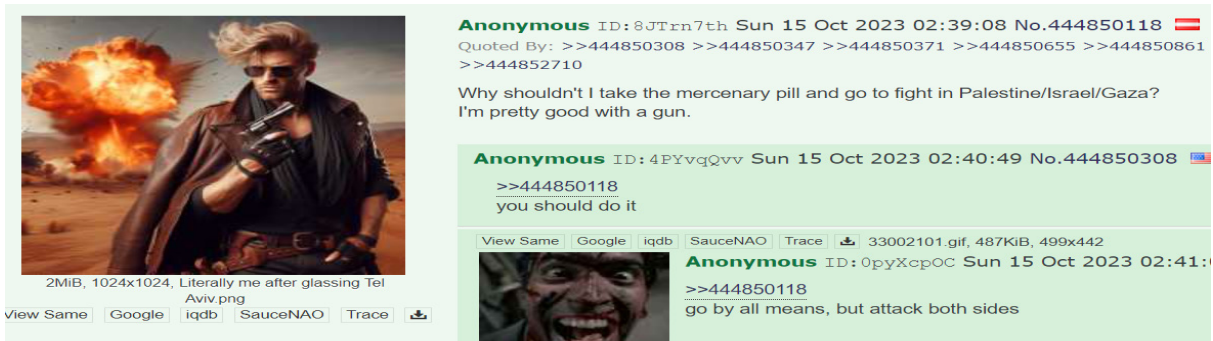 Anonymous ID:8JTrn7th Sun 15 Oct 2023 02:39:08 No.444850118
Quoted By: >>444850308 >>444850347 >>444850371 >>444850655 >>444850861
>>444852710
Why shouldn't I take the mercenary pill and go to fight in Palestine/Israel/Gaza?
I'm pretty good with a gun.
2MiB, 1024x1024, Literally me after glassing Tel
Aviv.png
View Same Google iqdb SauceNAO Trace
Anonymous ID:4PYvqQvv Sun 15 Oct 2023 02:40:49 No.444850308
>>444850118
you should do it
View Same Google iqdb SauceNAO Trace 33002101.gif, 487KiB, 499x442
Anonymous ID:0pyXcpOC Sun 15 Oct 2023 02:41:
>>444850118
go by all means, but attack both sides